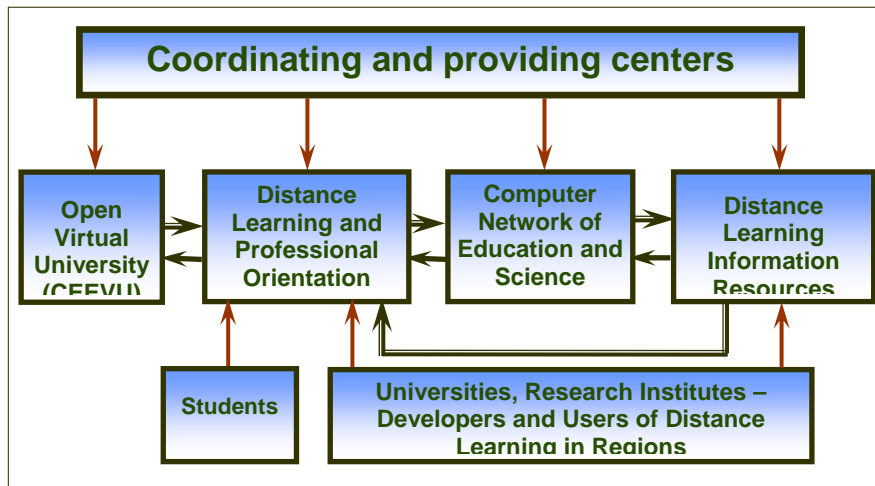 Coordinating and providing centers
Open
Virtual
University
(CEEVU)
Distance
Learning and
Professional
Orientation
Computer
Network of
Education and
Science
Distance
Learning
Information
Resources
Students
Universities, Research Institutes –
Developers and Users of Distance
Learning in Regions